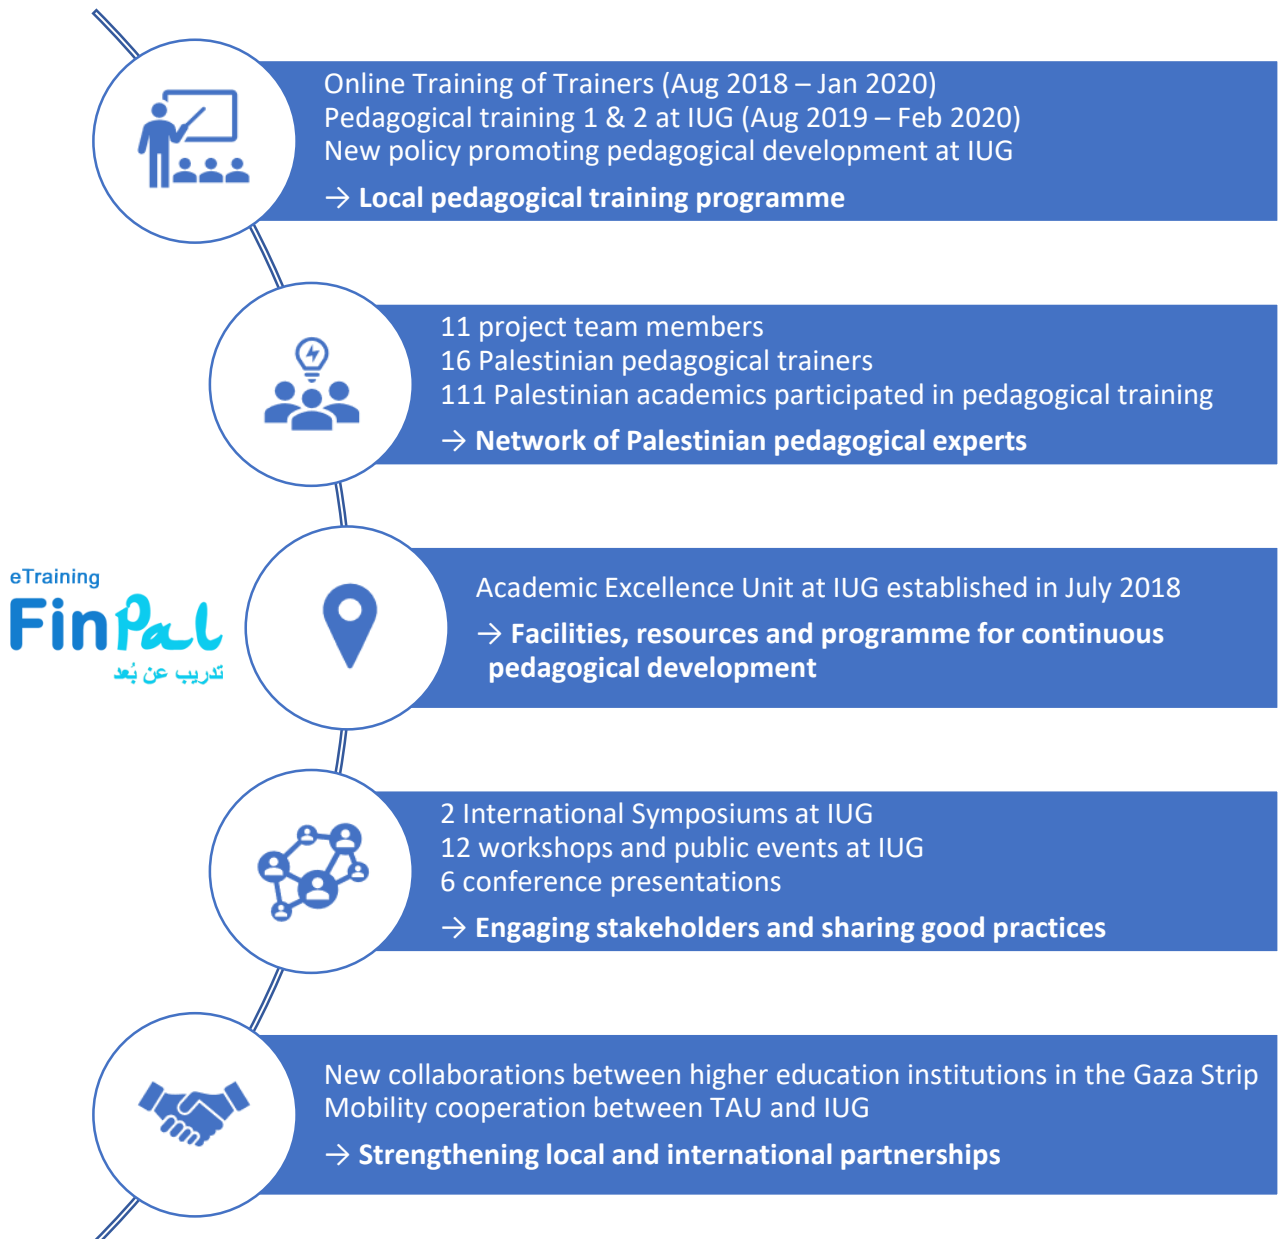 Online Training of Trainers (Aug 2018 – Jan 2020)
Pedagogical training 1 & 2 at IUG (Aug 2019 – Feb 2020)
New policy promoting pedagogical development at IUG
→ Local pedagogical training programme
11 project team members
16 Palestinian pedagogical trainers
111 Palestinian academics participated in pedagogical training
→ Network of Palestinian pedagogical experts
eTraining
FinPal
تدريب عن بُعد
Academic Excellence Unit at IUG established in July 2018
→ Facilities, resources and programme for continuous
pedagogical development
2 International Symposiums at IUG
12 workshops and public events at IUG
6 conference presentations
→ Engaging stakeholders and sharing good practices
New collaborations between higher education institutions in the Gaza Strip
Mobility cooperation between TAU and IUG
→ Strengthening local and international partnerships